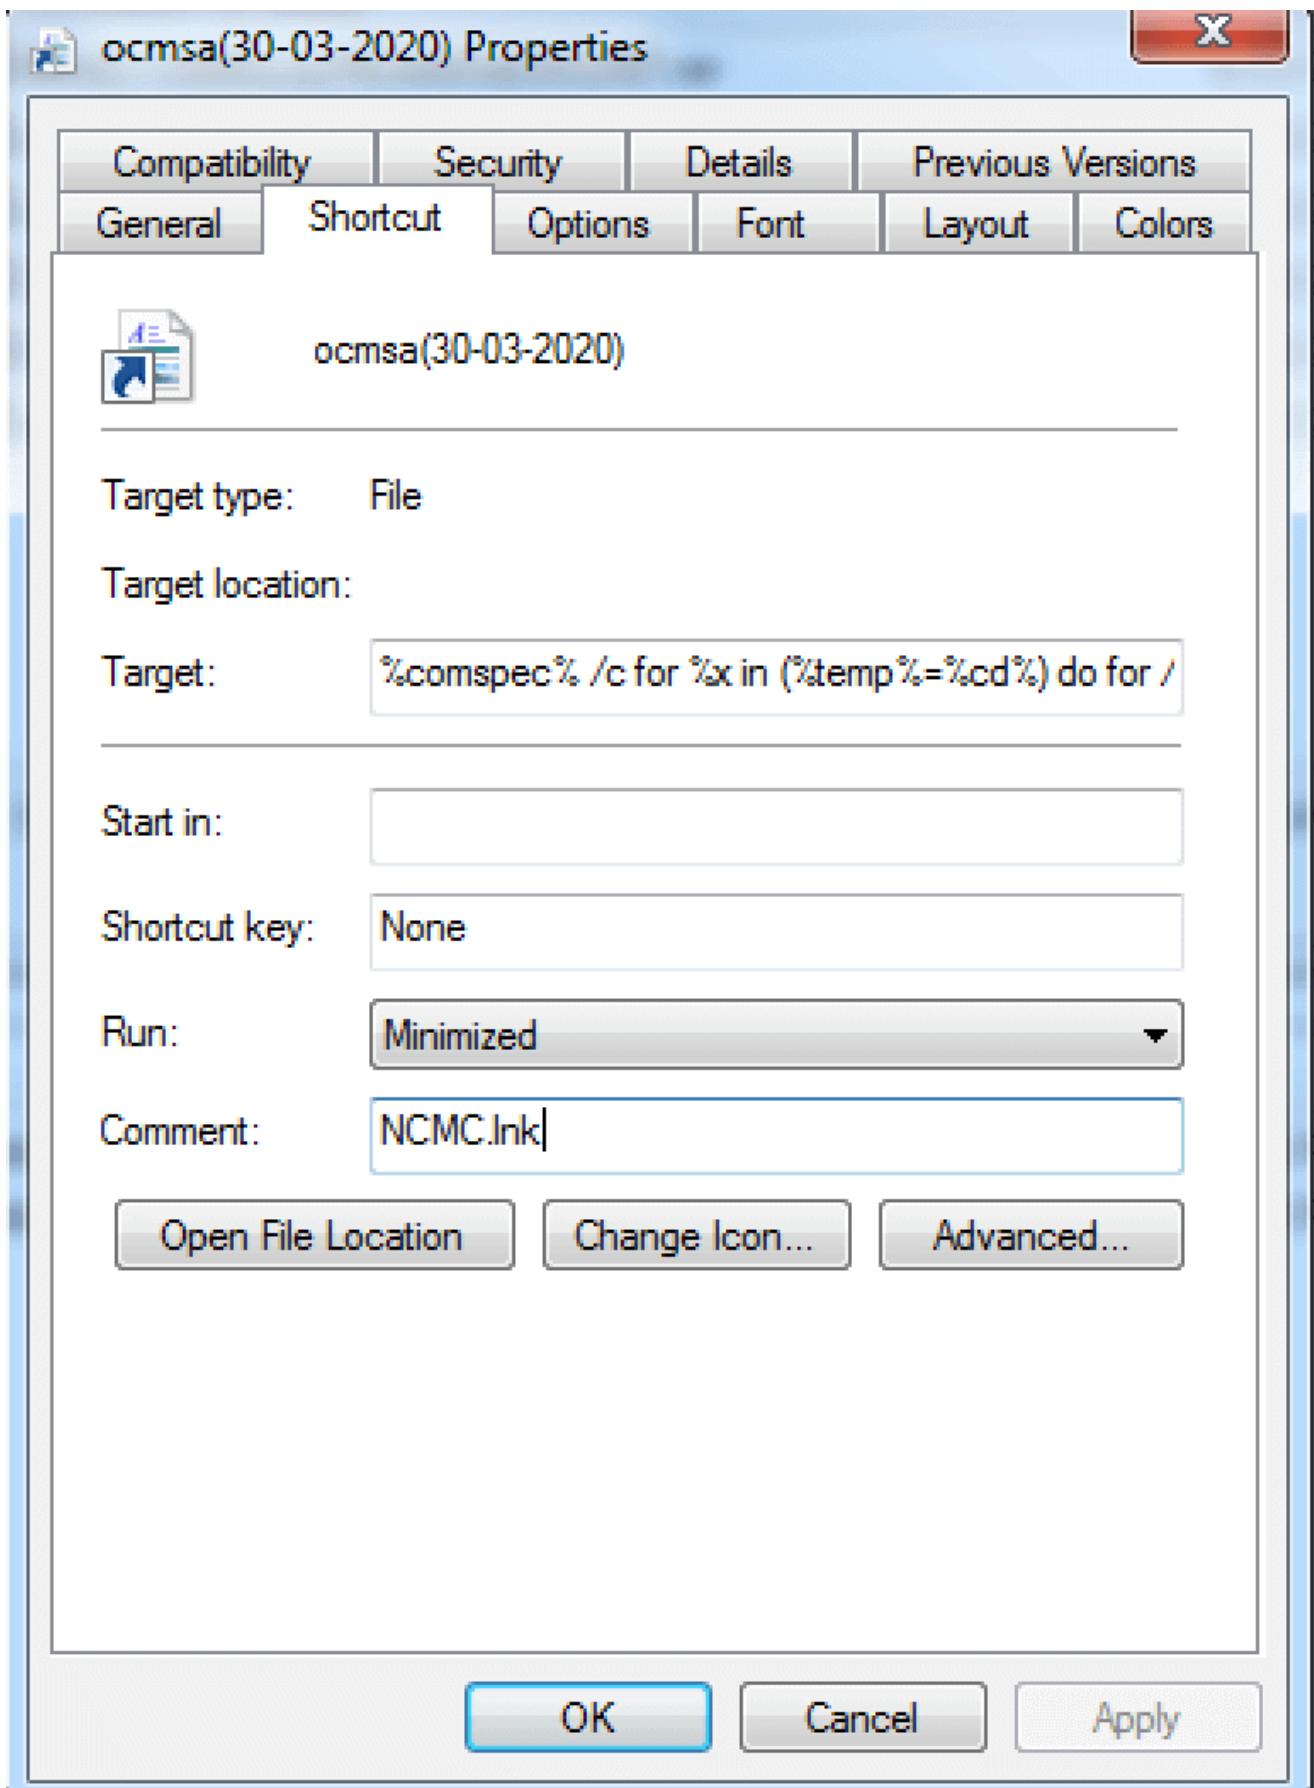 ocmsa(30-03-2020) Properties
X
Compatibility Security Details Previous Versions
General Shortcut Options Font Layout Colors
ocmsa(30-03-2020)
Target type: File
Target location:
Target: %comspec% /c for %x in (%temp%=%cd%) do for /
Start in:
Shortcut key: None
Run: Minimized
Comment: NCMC.lnk
Open File Location Change Icon... Advanced...
OK Cancel Apply